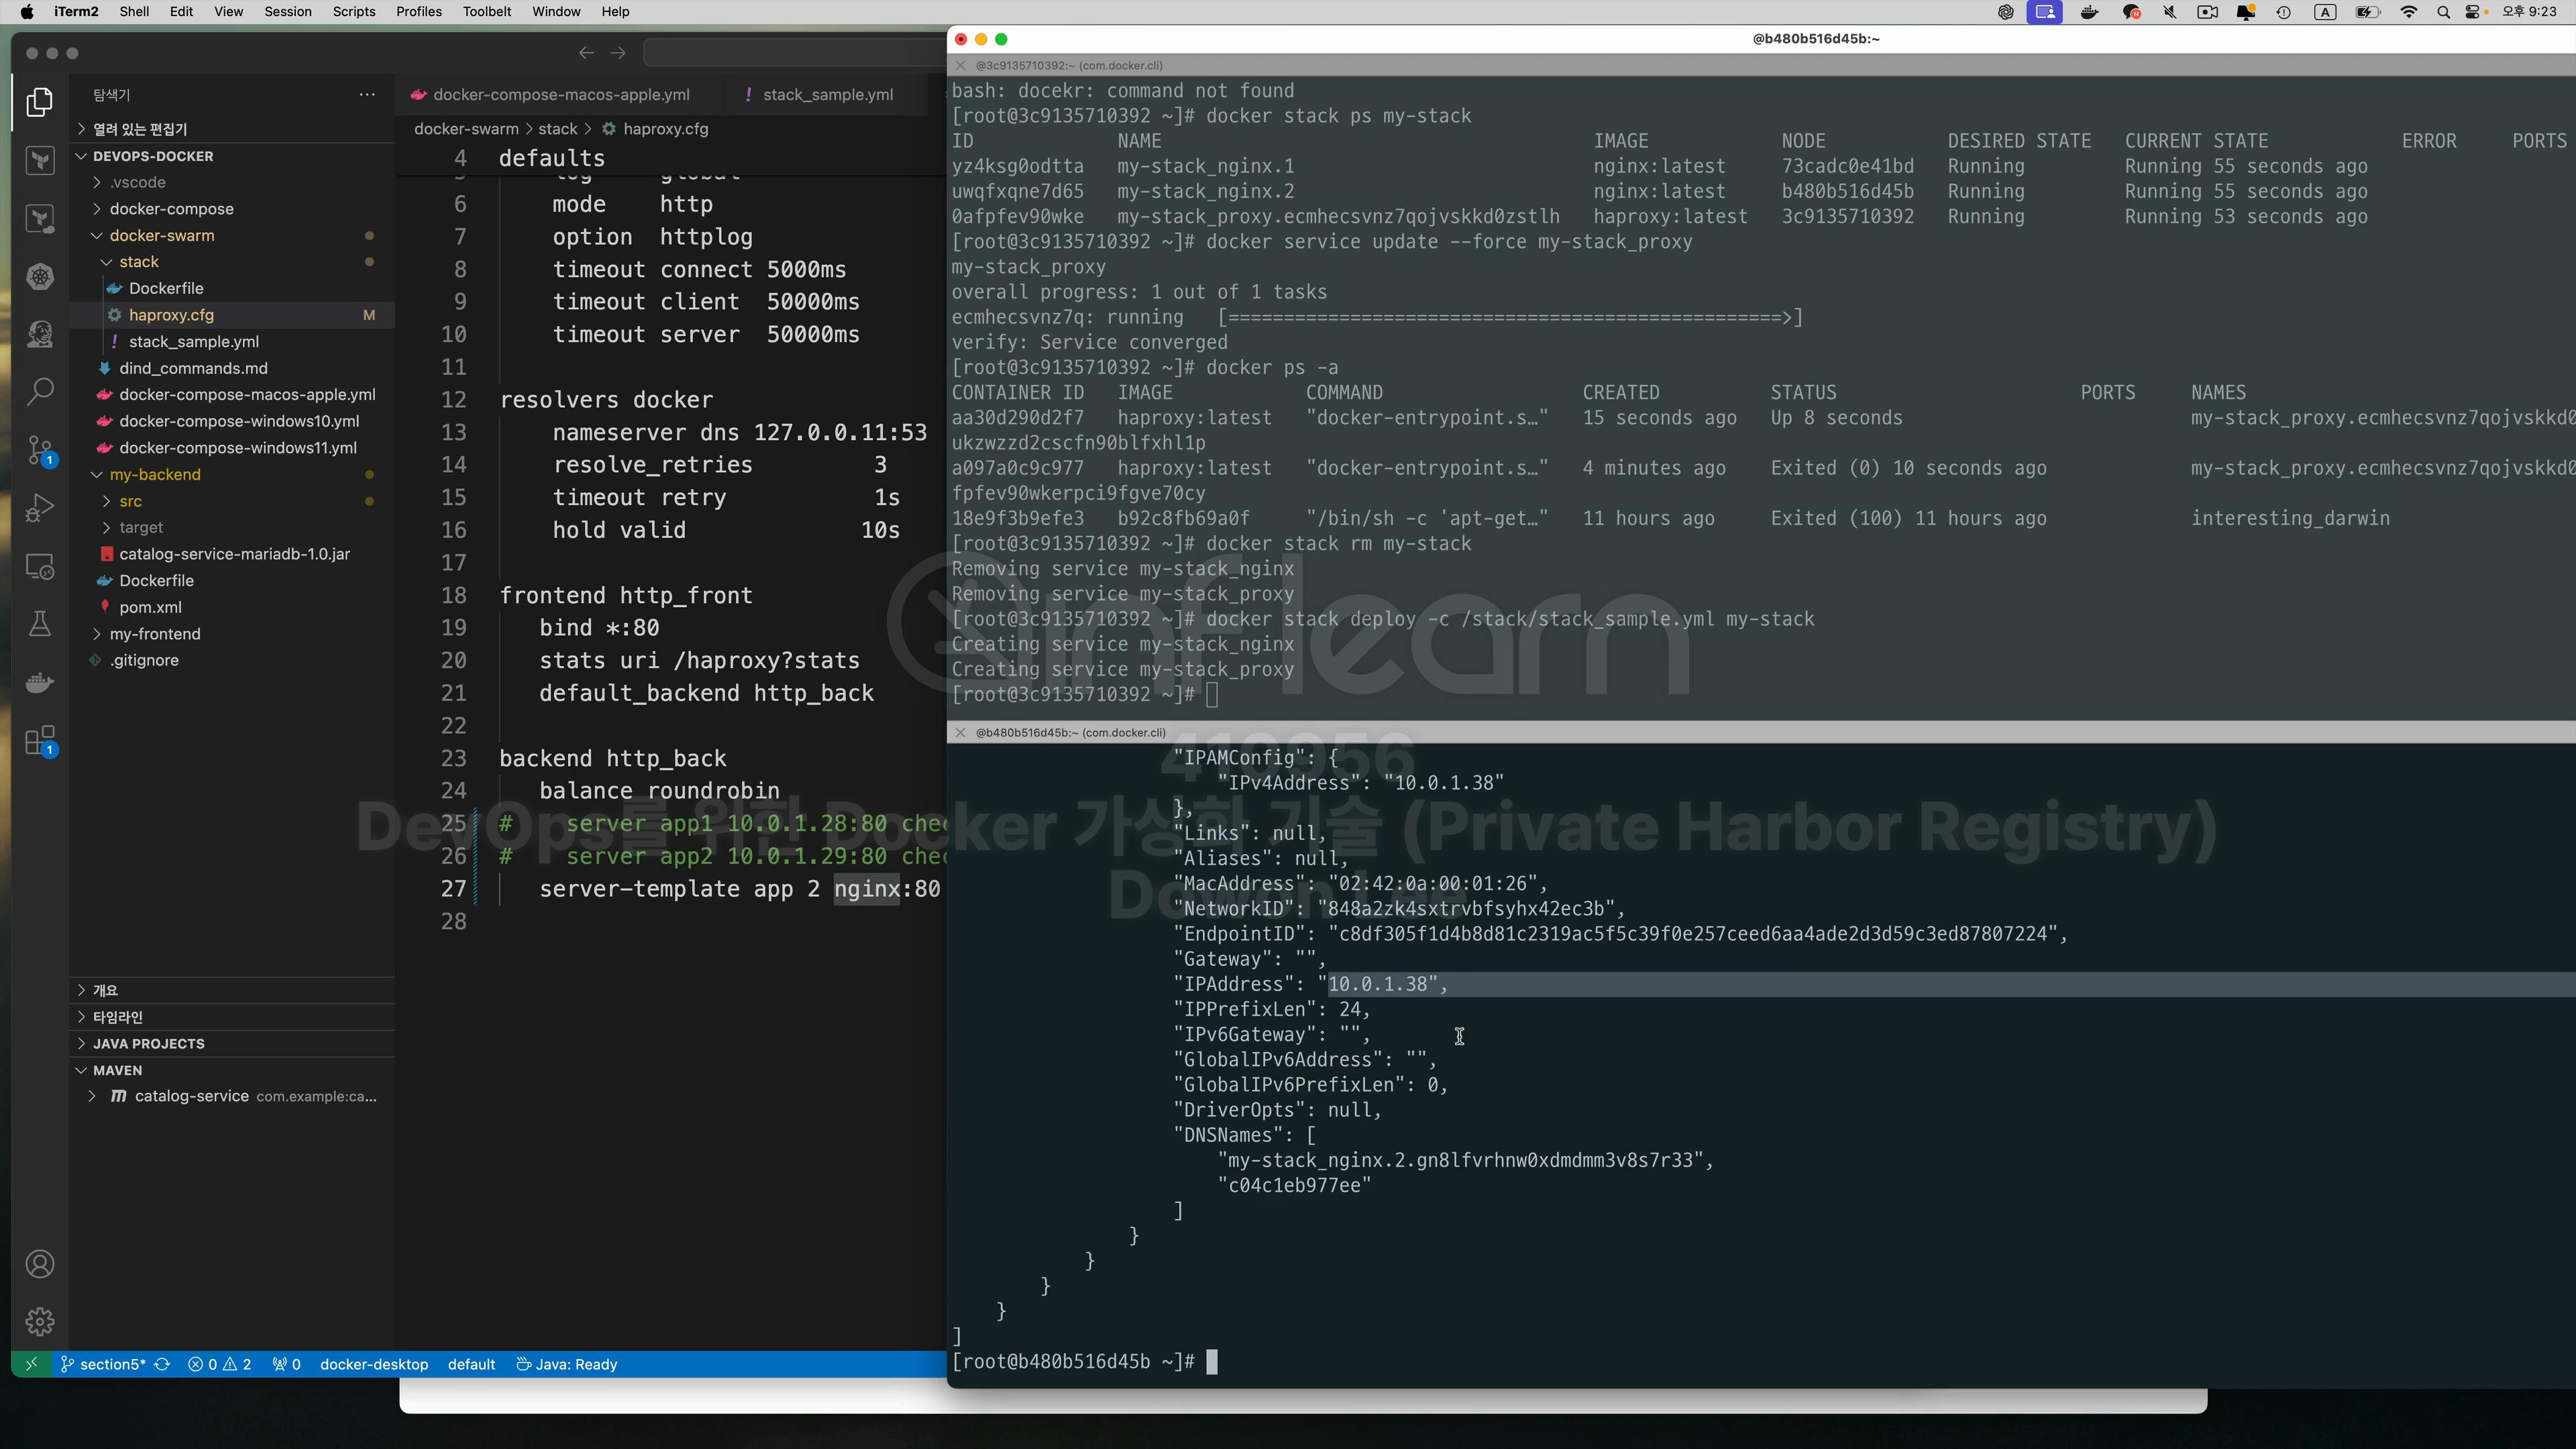 iTerm2 Shell Edit View Session Scripts Profiles Toolbelt Window Help
A 오후 9:23
@b480b516d45b:~
탐색기 ···
열려 있는 편집기
DEVOPS-DOCKER
.vscode
docker-compose
docker-swarm
stack
Dockerfile
haproxy.cfg M
stack_sample.yml
dind_commands.md
docker-compose-macos-apple.yml
docker-compose-windows10.yml
docker-compose-windows11.yml
my-backend
src
target
catalog-service-mariadb-1.0.jar
Dockerfile
pom.xml
my-frontend
.gitignore
개요
타임라인
JAVA PROJECTS
MAVEN
catalog-service com.example:ca...
1
1
docker-compose-macos-apple.yml ! stack_sample.yml
docker-swarm > stack > haproxy.cfg
4 defaults
5 log global
6 mode http
7 option httplog
8 timeout connect 5000ms
9 timeout client 50000ms
10 timeout server 50000ms
11
12 resolvers docker
13 nameserver dns 127.0.0.11:53
14 resolve_retries 3
15 timeout retry 1s
16 hold valid 10s
17
18 frontend http_front
19 bind *:80
20 stats uri /haproxy?stats
21 default_backend http_back
22
23 backend http_back
24 balance roundrobin
25 # server app1 10.0.1.28:80 chec
26 # server app2 10.0.1.29:80 chec
27 server-template app 2 nginx:80
28
section5* 0 2 0 docker-desktop default Java: Ready
@3c9135710392:~ (com.docker.cli)
bash: docekr: command not found
[root@3c9135710392 ~]# docker stack ps my-stack
ID NAME IMAGE NODE DESIRED STATE CURRENT STATE ERROR PORTS
yz4ksg0odtta my-stack_nginx.1 nginx:latest 73cadc0e41bd Running Running 55 seconds ago
uwqfxqne7d65 my-stack_nginx.2 nginx:latest b480b516d45b Running Running 55 seconds ago
0afpfev90wke my-stack_proxy.ecmhecsvnz7qojvskkd0zstlh haproxy:latest 3c9135710392 Running Running 53 seconds ago
[root@3c9135710392 ~]# docker service update --force my-stack_proxy
my-stack_proxy
overall progress: 1 out of 1 tasks
ecmhecsvnz7q: running [==================================================>]
verify: Service converged
[root@3c9135710392 ~]# docker ps -a
CONTAINER ID IMAGE COMMAND CREATED STATUS PORTS NAMES
aa30d290d2f7 haproxy:latest "docker-entrypoint.s…" 15 seconds ago Up 8 seconds my-stack_proxy.ecmhecsvnz7qojvskkd0
ukzwzzd2cscfn90blfxhl1p
a097a0c9c977 haproxy:latest "docker-entrypoint.s…" 4 minutes ago Exited (0) 10 seconds ago my-stack_proxy.ecmhecsvnz7qojvskkd0
fpfev90wkerpci9fgve70cy
18e9f3b9efe3 b92c8fb69a0f "/bin/sh -c 'apt-get…" 11 hours ago Exited (100) 11 hours ago interesting_darwin
[root@3c9135710392 ~]# docker stack rm my-stack
Removing service my-stack_nginx
Removing service my-stack_proxy
[root@3c9135710392 ~]# docker stack deploy -c /stack/stack_sample.yml my-stack
Creating service my-stack_nginx
Creating service my-stack_proxy
[root@3c9135710392 ~]#
@b480b516d45b:~ (com.docker.cli)
"IPAMConfig": {
"IPv4Address": "10.0.1.38"
},
"Links": null,
"Aliases": null,
"MacAddress": "02:42:0a:00:01:26",
"NetworkID": "848a2zk4sxtrvbfsyhx42ec3b",
"EndpointID": "c8df305f1d4b8d81c2319ac5f5c39f0e257ceed6aa4ade2d3d59c3ed87807224",
"Gateway": "",
"IPAddress": "10.0.1.38",
"IPPrefixLen": 24,
"IPv6Gateway": "",
"GlobalIPv6Address": "",
"GlobalIPv6PrefixLen": 0,
"DriverOpts": null,
"DNSNames": [
"my-stack_nginx.2.gn8lfvrhnw0xdmdmm3v8s7r33",
"c04c1eb977ee"
]
}
}
}
}
]
[root@b480b516d45b ~]#
inflearn
410956
DevOps를 위한 Docker 가상화 기술 (Private Harbor Registry)
Dowon Lee